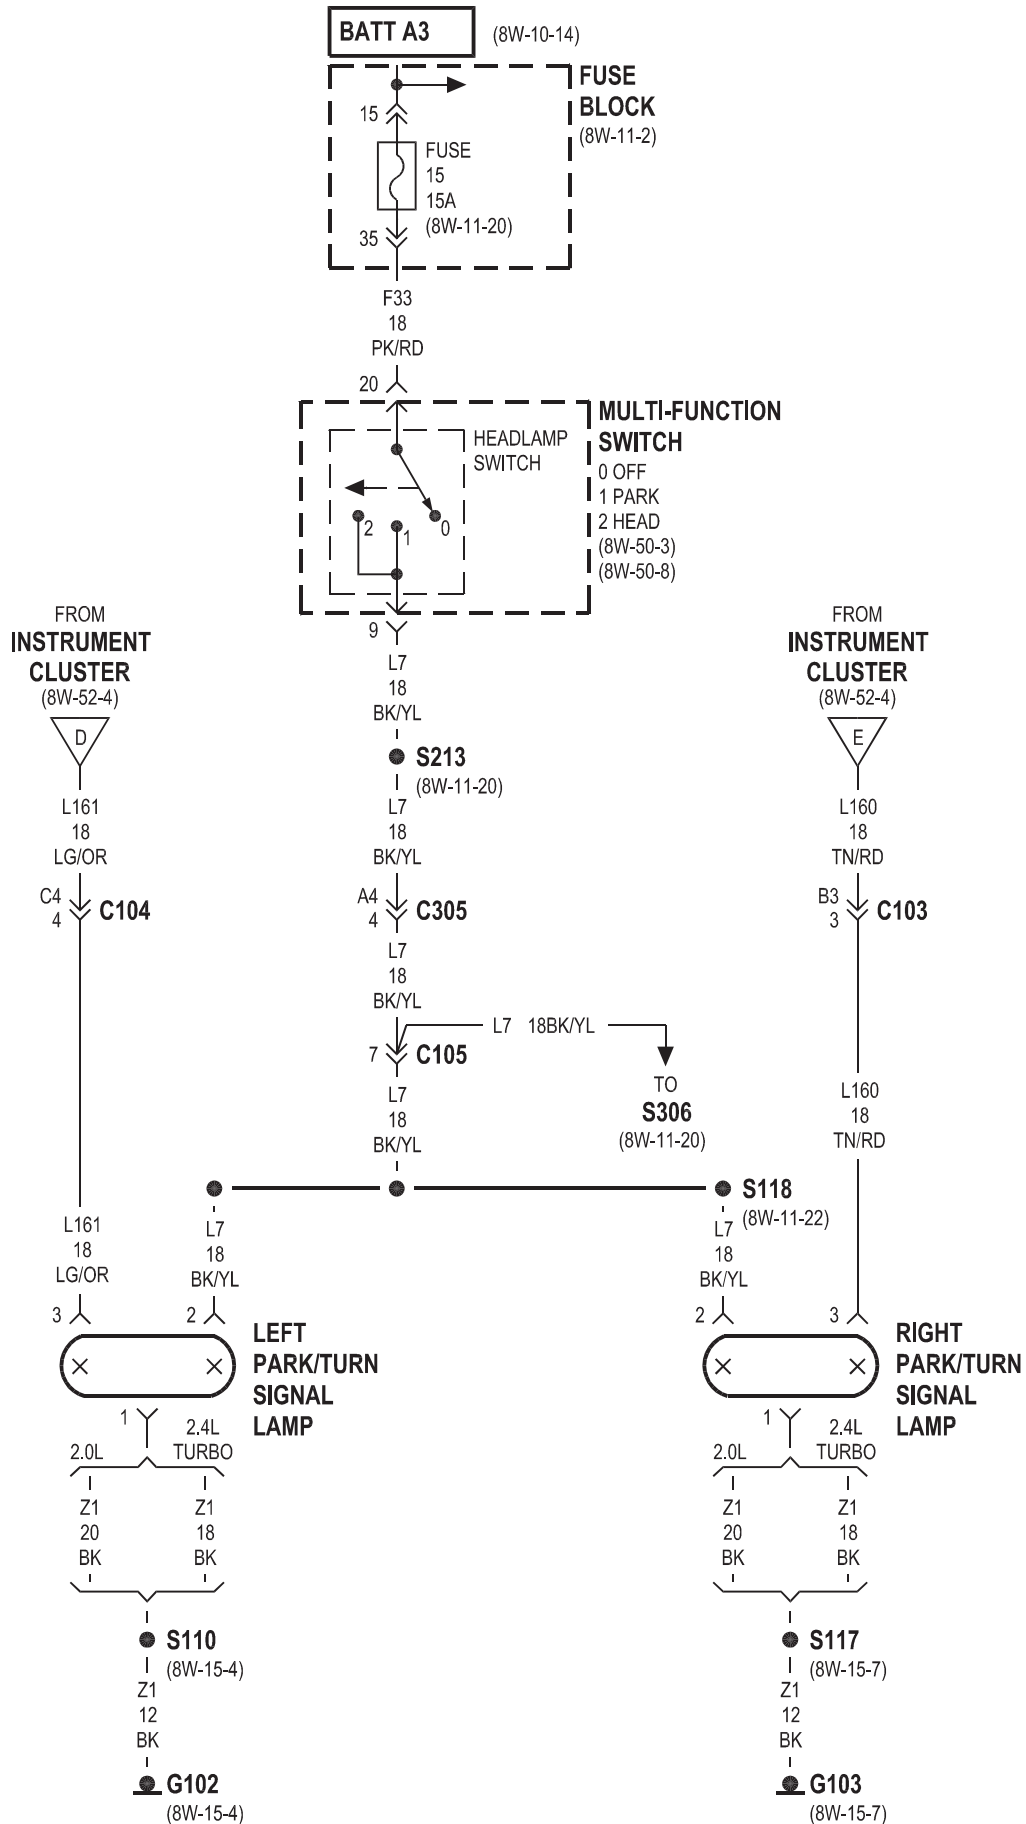 BATT A3
(8W-10-14)
FUSE
BLOCK
(8W-11-2)
15
FUSE
15
15A
(8W-11-20)
35
F33
18
PK/RD
20
MULTI-FUNCTION
SWITCH
0 OFF
1 PARK
2 HEAD
(8W-50-3)
(8W-50-8)
HEADLAMP
SWITCH
2
1
0
9
FROM
INSTRUMENT
CLUSTER
(8W-52-4)
D
FROM
INSTRUMENT
CLUSTER
(8W-52-4)
E
L7
18
BK/YL
S213
(8W-11-20)
L161
18
LG/OR
L7
18
BK/YL
L160
18
TN/RD
C4
4
C104
A4
4
C305
B3
3
C103
L7
18
BK/YL
L7 18BK/YL
7
C105
TO
S306
(8W-11-20)
L7
18
BK/YL
L160
18
TN/RD
S118
(8W-11-22)
L161
18
LG/OR
L7
18
BK/YL
L7
18
BK/YL
3
2
2
3
LEFT
PARK/TURN
SIGNAL
LAMP
RIGHT
PARK/TURN
SIGNAL
LAMP
1
2.0L
2.4L
TURBO
1
2.0L
2.4L
TURBO
Z1
20
BK
Z1
18
BK
Z1
20
BK
Z1
18
BK
S110
(8W-15-4)
S117
(8W-15-7)
Z1
12
BK
Z1
12
BK
G102
(8W-15-4)
G103
(8W-15-7)